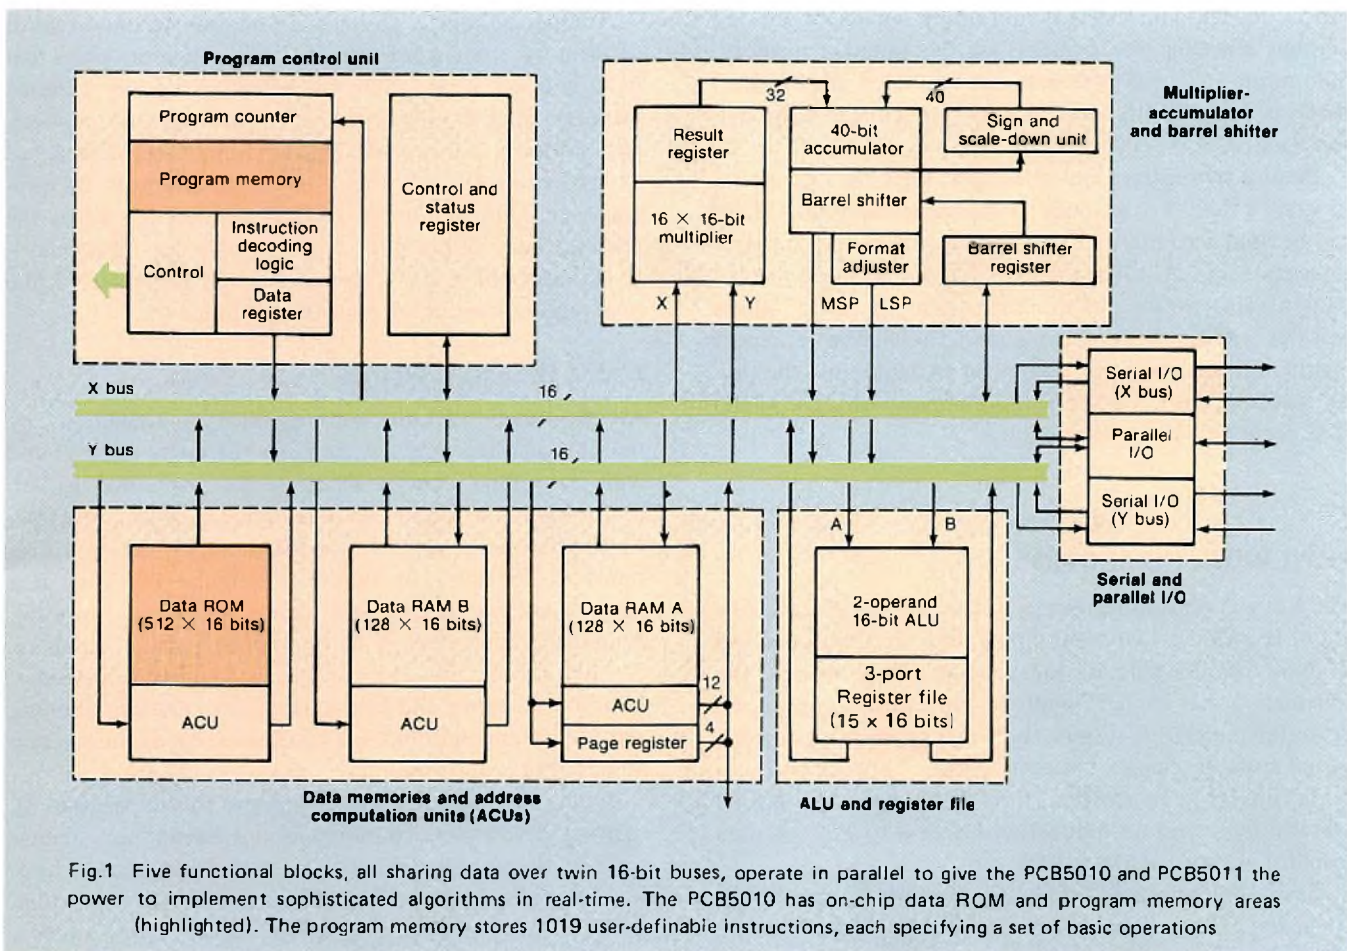 Program control unit
Program counter
Program memory
Control
Instruction
decoding
logic
Data
register
Control and
status
register
32
40
Result
register
16 × 16-bit
multiplier
40-bit
accumulator
Barrel shifter
Format
adjuster
Sign and
scale-down unit
Barrel shifter
register
X
Y
MSP
LSP
Multiplier-
accumulator
and barrel shifter
X bus
16
Y bus
16
Serial I/O
(X bus)
Parallel
I/O
Serial I/O
(Y bus)
Serial and
parallel I/O
Data ROM
(512 × 16 bits)
ACU
Data RAM B
(128 × 16 bits)
ACU
Data RAM A
(128 × 16 bits)
12
ACU
4
Page register
A
B
2-operand
16-bit ALU
3-port
Register file
(15 x 16 bits)
Data memories and address
computation units (ACUs)
ALU and register file
Fig.1 Five functional blocks, all sharing data over twin 16-bit buses, operate in parallel to give the PCB5010 and PCB5011 the
power to implement sophisticated algorithms in real-time. The PCB5010 has on-chip data ROM and program memory areas
(highlighted). The program memory stores 1019 user-definable instructions, each specifying a set of basic operations